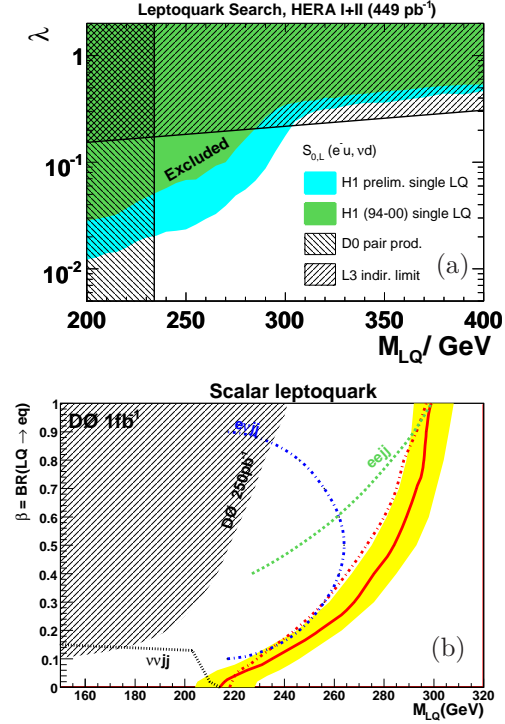 Leptoquark Search, HERA I+II (449 pb⁻¹)
λ
1
10⁻¹
10⁻²
Excluded
S₀,L (e⁻u, νd)
H1 prelim. single LQ
H1 (94-00) single LQ
D0 pair prod.
L3 indir. limit
(a)
200 250 300 350 400
M_LQ/ GeV
Scalar leptoquark
β = BR(LQ → eq)
DØ 1fb⁻¹
DØ 250pb⁻¹
eνjj
eejj
ννjj
(b)
1
0.9
0.8
0.7
0.6
0.5
0.4
0.3
0.2
0.1
0
160 180 200 220 240 260 280 300 320
M_LQ(GeV)